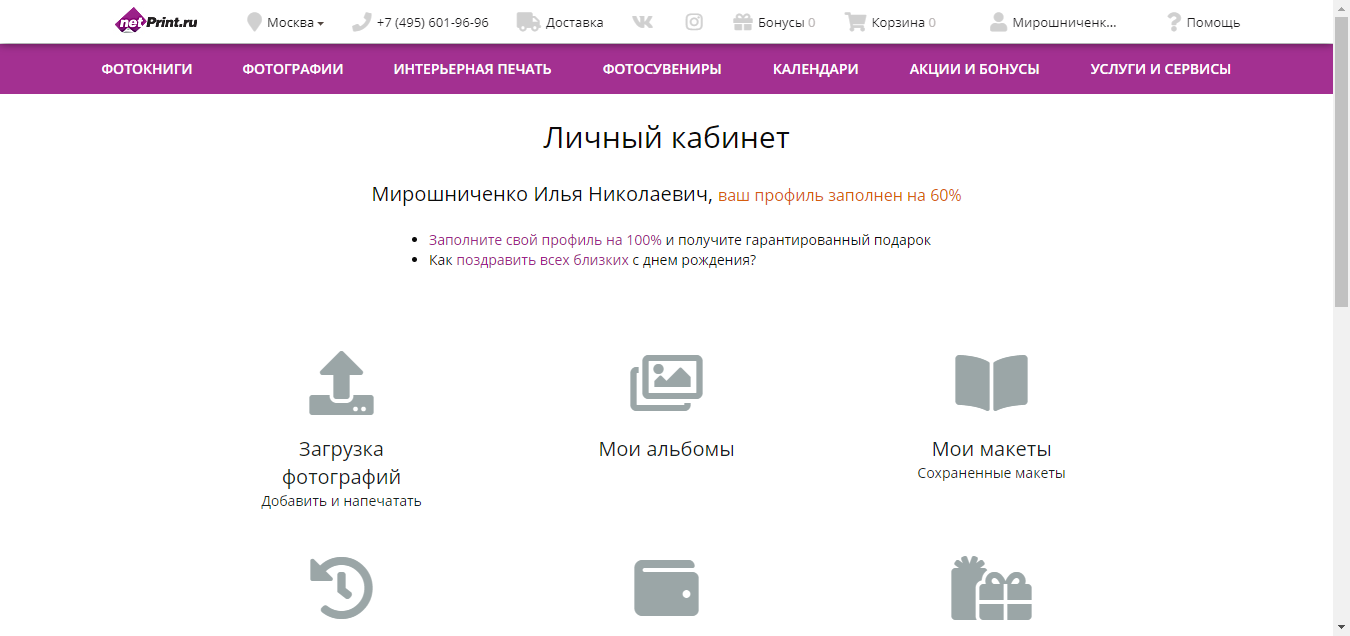 netPrint.ru Москва +7 (495) 601-96-96 Доставка Бонусы 0 Корзина 0 Мирошниченк... Помощь
ФОТОКНИГИ ФОТОГРАФИИ ИНТЕРЬЕРНАЯ ПЕЧАТЬ ФОТОСУВЕНИРЫ КАЛЕНДАРИ АКЦИИ И БОНУСЫ УСЛУГИ И СЕРВИСЫ
Личный кабинет
Мирошниченко Илья Николаевич, ваш профиль заполнен на 60%
Заполните свой профиль на 100% и получите гарантированный подарок
Как поздравить всех близких с днем рождения?
Загрузка
фотографий
Добавить и напечатать
Мои альбомы
Мои макеты
Сохраненные макеты